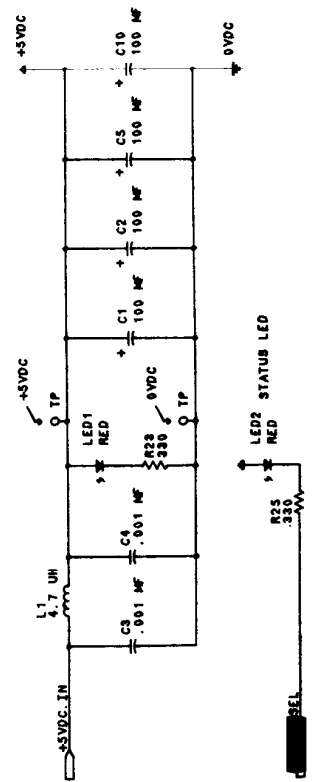 +5VDC.IN
L1
4.7 UH
C3
.001 MF
C4
.001 MF
LED1
RED
R23
330
+5VDC
TP
0VDC
TP
C1
100 MF
+
C2
100 MF
+
C5
100 MF
+
C10
100 MF
+
+5VDC
0VDC
SEL
R25
330
LED2 STATUS LED
RED